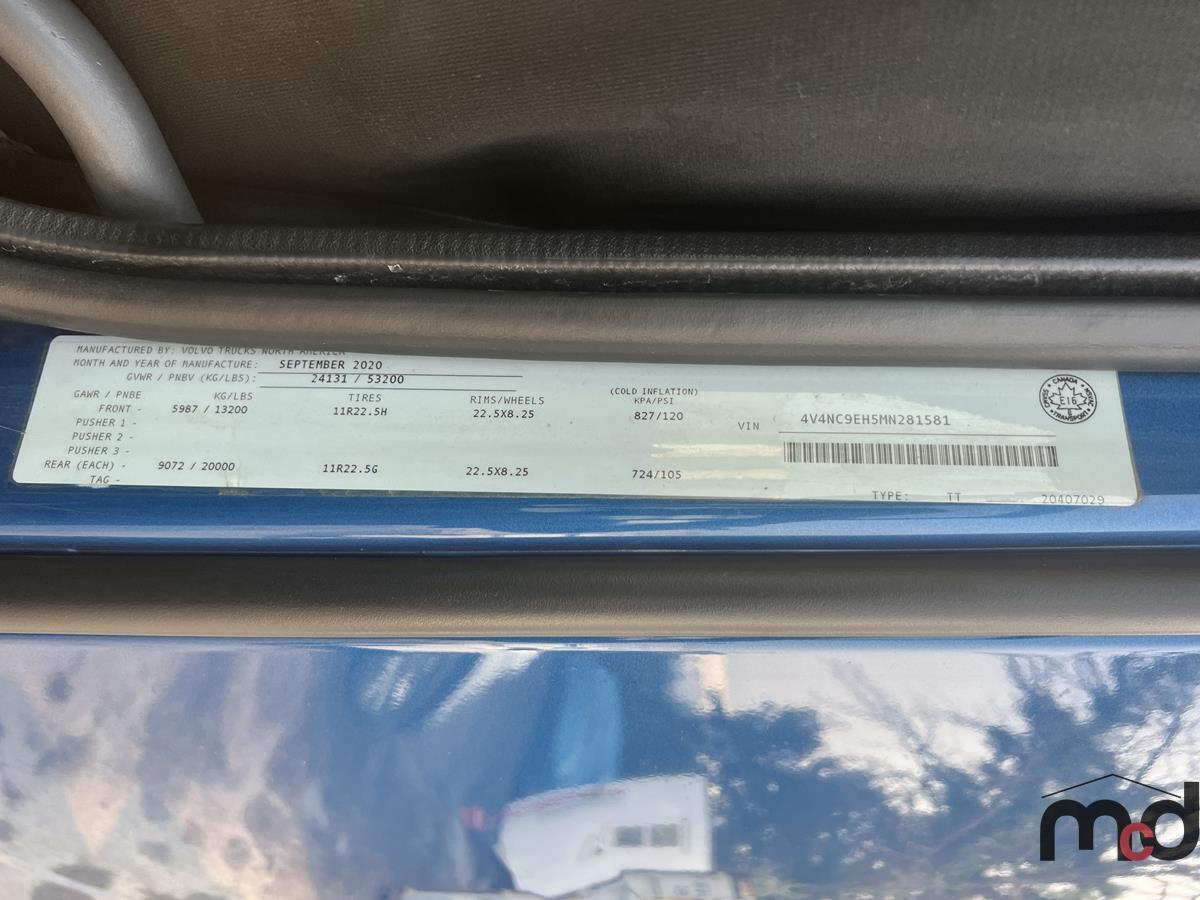 MANUFACTURED BY: VOLVO TRUCKS NORTH AMERICA
MONTH AND YEAR OF MANUFACTURE: SEPTEMBER 2020
GVWR / PNBV (KG/LBS): 24131 / 53200
GAWR / PNBE KG/LBS TIRES RIMS/WHEELS (COLD INFLATION) KPA/PSI
FRONT - 5987 / 13200 11R22.5H 22.5X8.25 827/120
PUSHER 1 -
PUSHER 2 -
PUSHER 3 -
REAR (EACH) - 9072 / 20000 11R22.5G 22.5X8.25 724/105
TAG -
VIN 4V4NC9EH5MN281581
TYPE: TT 20407029
CANADA
E16
TRANSPORT
mcd